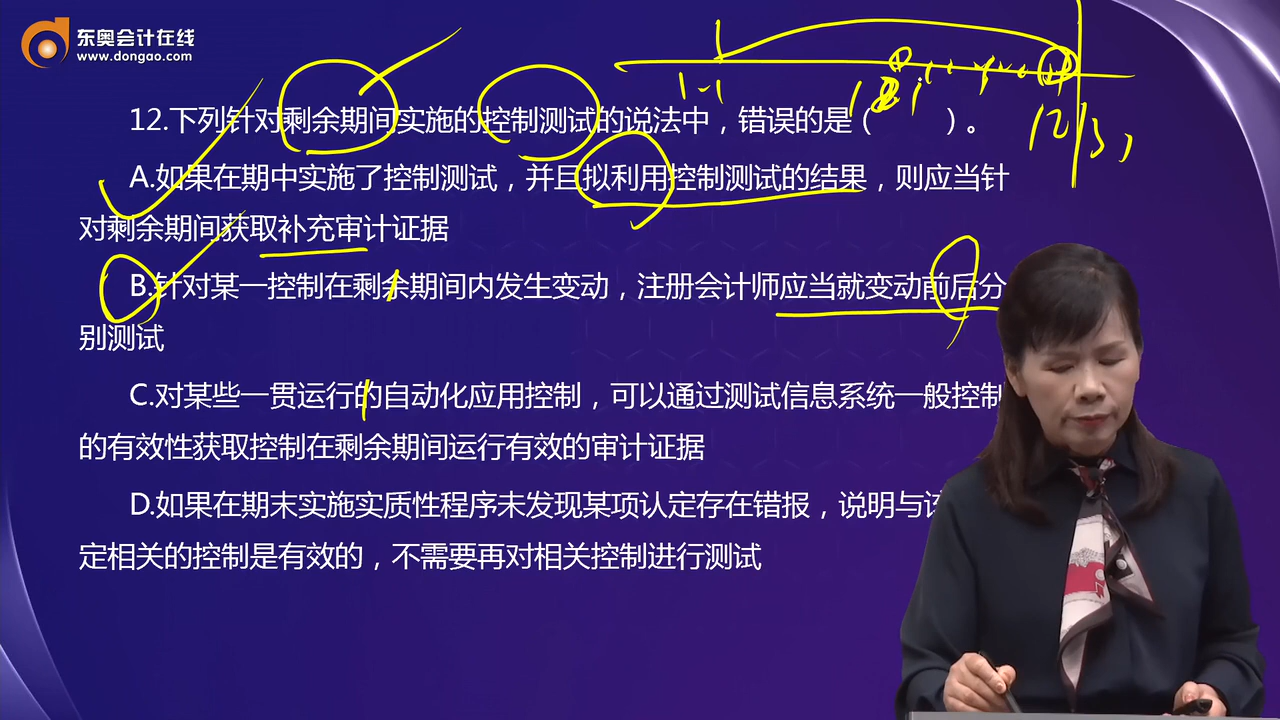 东奥会计在线
www.dongao.com
1-1
12/31
12.下列针对剩余期间实施的控制测试的说法中，错误的是（　　）。
A.如果在期中实施了控制测试，并且拟利用控制测试的结果，则应当针
对剩余期间获取补充审计证据
B.针对某一控制在剩余期间内发生变动，注册会计师应当就变动前后分
别测试
C.对某些一贯运行的自动化应用控制，可以通过测试信息系统一般控制
的有效性获取控制在剩余期间运行有效的审计证据
D.如果在期末实施实质性程序未发现某项认定存在错报，说明与该
定相关的控制是有效的，不需要再对相关控制进行测试